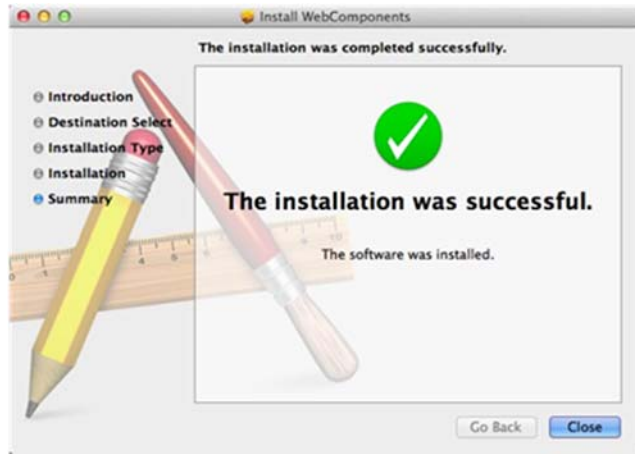 Install WebComponents
The installation was completed successfully.
Introduction
Destination Select
Installation Type
Installation
Summary
The installation was successful.
The software was installed.
Go Back
Close